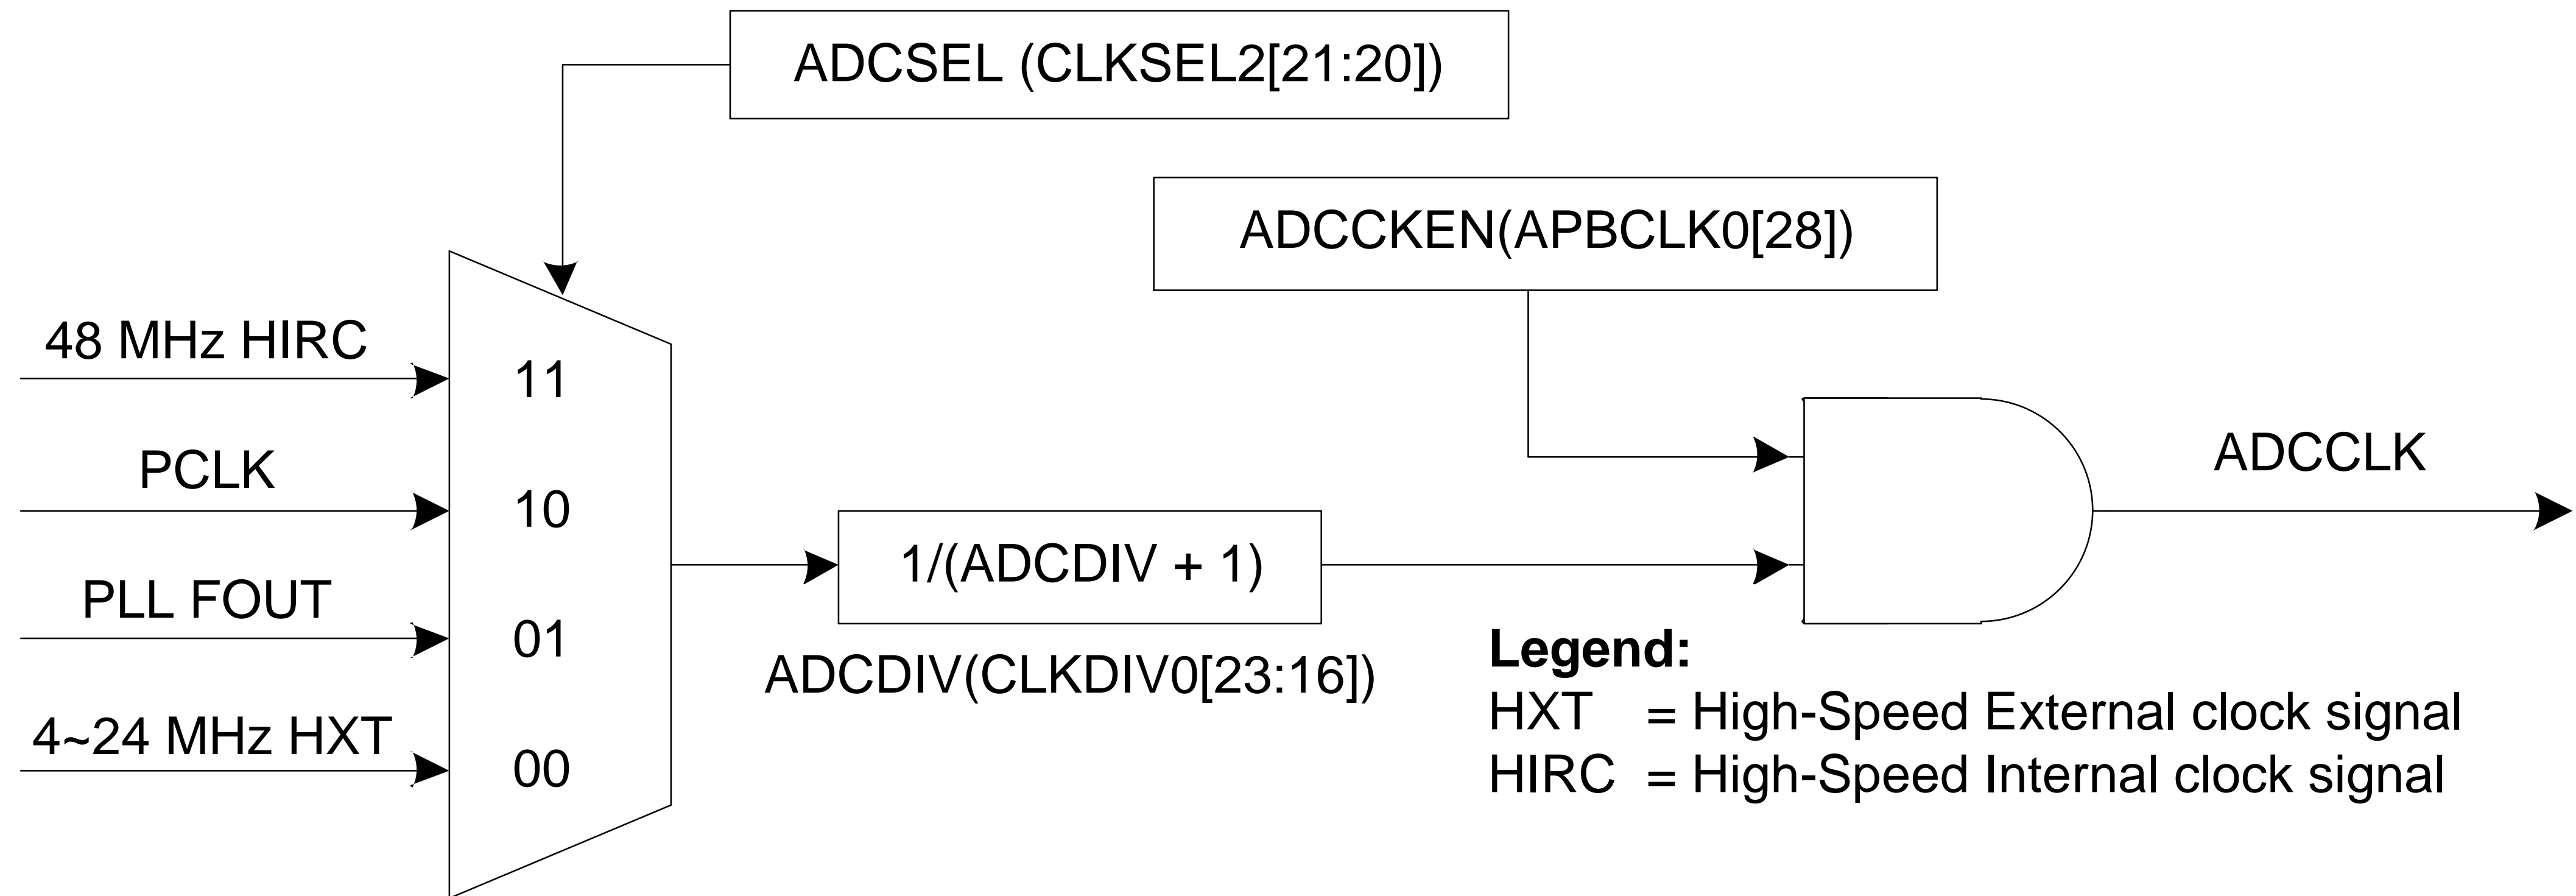 ADCSEL (CLKSEL2[21:20])
ADCCKEN(APBCLK0[28])
48 MHz HIRC
11
PCLK
10
PLL FOUT
01
4~24 MHz HXT
00
1/(ADCDIV + 1)
ADCDIV(CLKDIV0[23:16])
ADCCLK
Legend:
HXT = High-Speed External clock signal
HIRC = High-Speed Internal clock signal